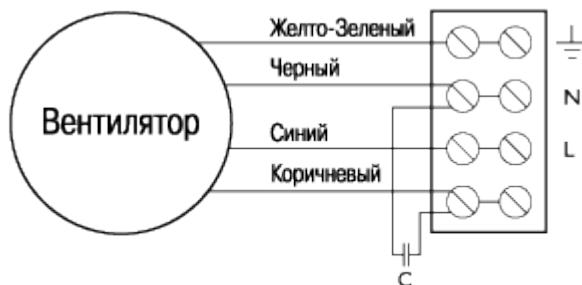 Желто-Зеленый
Черный
N
Вентилятор
Синий
L
Коричневый
C